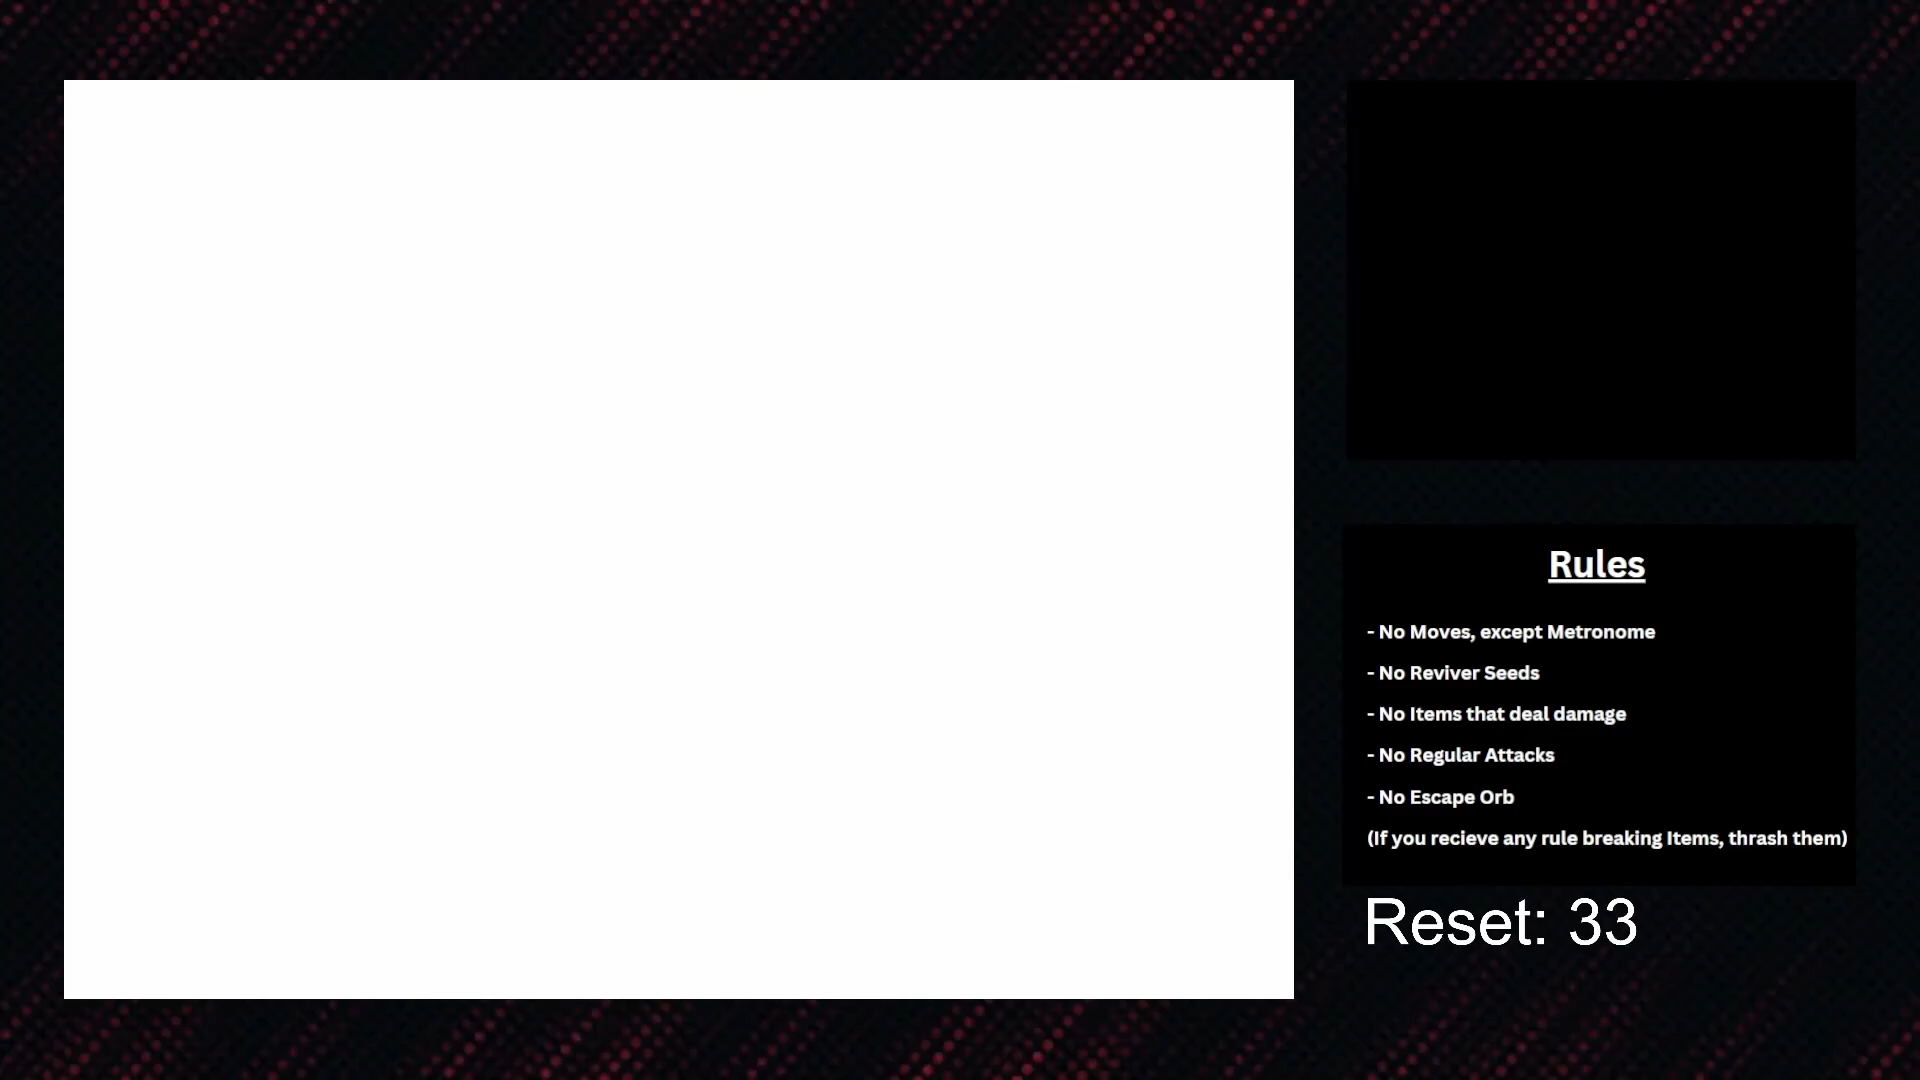 Rules
- No Moves, except Metronome
- No Reviver Seeds
- No Items that deal damage
- No Regular Attacks
- No Escape Orb
(If you recieve any rule breaking Items, thrash them)
Reset: 33